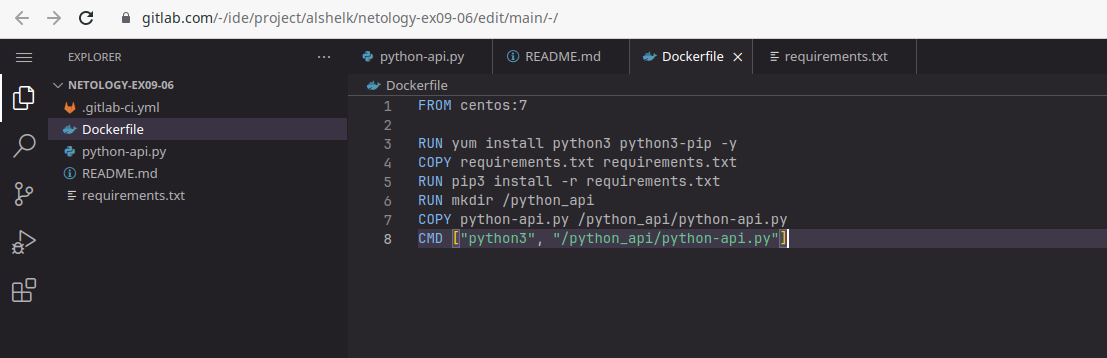 gitlab.com/-/ide/project/alshelk/netology-ex09-06/edit/main/-/
EXPLORER
NETOLOGY-EX09-06
.gitlab-ci.yml
Dockerfile
python-api.py
README.md
requirements.txt
python-api.py README.md Dockerfile requirements.txt
Dockerfile
1 FROM centos:7
2
3 RUN yum install python3 python3-pip -y
4 COPY requirements.txt requirements.txt
5 RUN pip3 install -r requirements.txt
6 RUN mkdir /python_api
7 COPY python-api.py /python_api/python-api.py
8 CMD ["python3", "/python_api/python-api.py"]